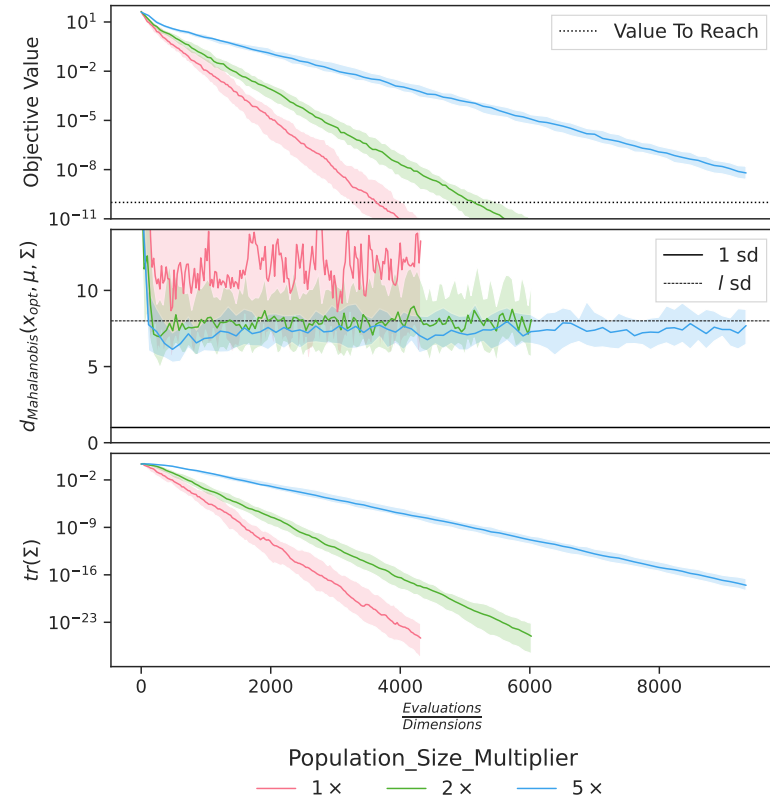 Objective Value
10^1
10^-2
10^-5
10^-8
10^-11
Value To Reach
d_Mahalanobis(x_opt, μ, Σ)
10
5
0
1 sd
l sd
tr(Σ)
10^-2
10^-9
10^-16
10^-23
0 2000 4000 6000 8000
Evaluations
Dimensions
Population_Size_Multiplier
1 × 2 × 5 ×